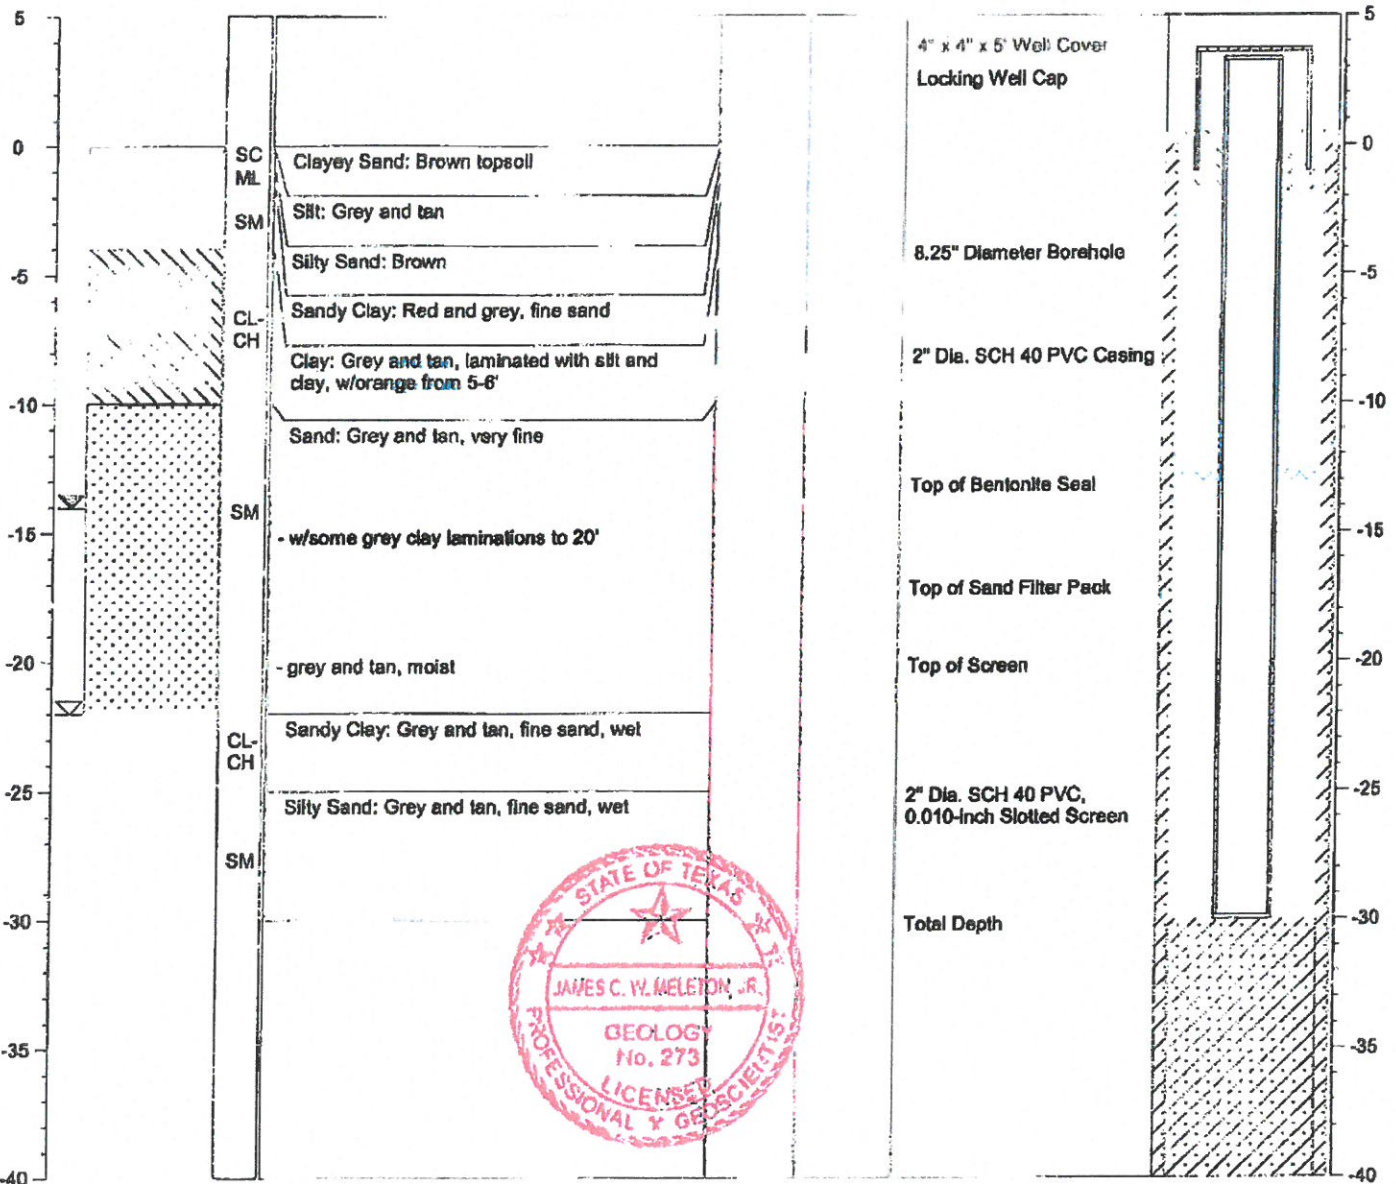 5
0
-5
-10
-15
-20
-25
-30
-35
-40
SC
ML
SM
CL-
CH
SM
CL-
CH
SM
Clayey Sand: Brown topsoil
Silt: Grey and tan
Silty Sand: Brown
Sandy Clay: Red and grey, fine sand
Clay: Grey and tan, laminated with silt and
clay, w/orange from 5-6'
Sand: Grey and tan, very fine
- w/some grey clay laminations to 20'
- grey and tan, moist
Sandy Clay: Grey and tan, fine sand, wet
Silty Sand: Grey and tan, fine sand, wet
STATE OF TEXAS
JAMES C. W. MELETON, JR.
GEOLOGY
No. 273
LICENSED
PROFESSIONAL GEOSCIENTIST
4" x 4" x 5' Well Cover
Locking Well Cap
8.25" Diameter Borehole
2" Dia. SCH 40 PVC Casing
Top of Bentonite Seal
Top of Sand Filter Pack
Top of Screen
2" Dia. SCH 40 PVC,
0.010-inch Slotted Screen
Total Depth
5
0
-5
-10
-15
-20
-25
-30
-35
-40